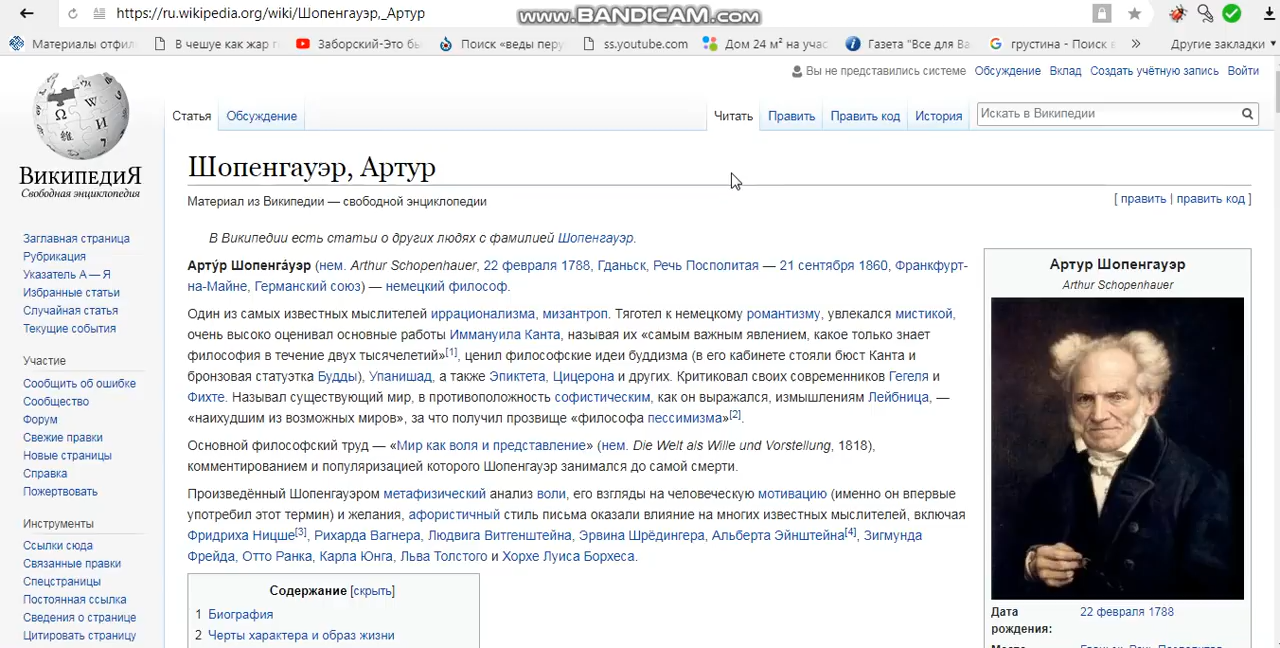 https://ru.wikipedia.org/wiki/Шопенгауэр,_Артур
www.BANDICAM.com
Материалы отфил
В чешуе как жар г
Заборский-Это бы
Поиск «веды перу
ss.youtube.com
Дом 24 м² на учас
Газета "Все для Ва
грустина - Поиск
»
Другие закладки
Вы не представились системе
Обсуждение
Вклад
Создать учётную запись
Войти
Статья
Обсуждение
Читать
Править
Править код
История
Искать в Википедии
ВИКИПЕДИЯ
Свободная энциклопедия
Шопенгауэр, Артур
Материал из Википедии — свободной энциклопедии
[ править | править код ]
В Википедии есть статьи о других людях с фамилией Шопенгауэр.
Арту́р Шопенга́уэр (нем. Arthur Schopenhauer, 22 февраля 1788, Гданьск, Речь Посполитая — 21 сентября 1860, Франкфурт-
на-Майне, Германский союз) — немецкий философ.
Один из самых известных мыслителей иррационализма, мизантроп. Тяготел к немецкому романтизму, увлекался мистикой,
очень высоко оценивал основные работы Иммануила Канта, называя их «самым важным явлением, какое только знает
философия в течение двух тысячелетий»[1], ценил философские идеи буддизма (в его кабинете стояли бюст Канта и
бронзовая статуэтка Будды), Упанишад, а также Эпиктета, Цицерона и других. Критиковал своих современников Гегеля и
Фихте. Называл существующий мир, в противоположность софистическим, как он выражался, измышлениям Лейбница, —
«наихудшим из возможных миров», за что получил прозвище «философа пессимизма»[2].
Основной философский труд — «Мир как воля и представление» (нем. Die Welt als Wille und Vorstellung, 1818),
комментированием и популяризацией которого Шопенгауэр занимался до самой смерти.
Произведённый Шопенгауэром метафизический анализ воли, его взгляды на человеческую мотивацию (именно он впервые
употребил этот термин) и желания, афористичный стиль письма оказали влияние на многих известных мыслителей, включая
Фридриха Ницше[3], Рихарда Вагнера, Людвига Витгенштейна, Эрвина Шрёдингера, Альберта Эйнштейна[4], Зигмунда
Фрейда, Отто Ранка, Карла Юнга, Льва Толстого и Хорхе Луиса Борхеса.
Содержание [скрыть]
1 Биография
2 Черты характера и образ жизни
Артур Шопенгауэр
Arthur Schopenhauer
Дата
рождения:
22 февраля 1788
Заглавная страница
Рубрикация
Указатель А — Я
Избранные статьи
Случайная статья
Текущие события
Участие
Сообщить об ошибке
Сообщество
Форум
Свежие правки
Новые страницы
Справка
Пожертвовать
Инструменты
Ссылки сюда
Связанные правки
Спецстраницы
Постоянная ссылка
Сведения о странице
Цитировать страницу